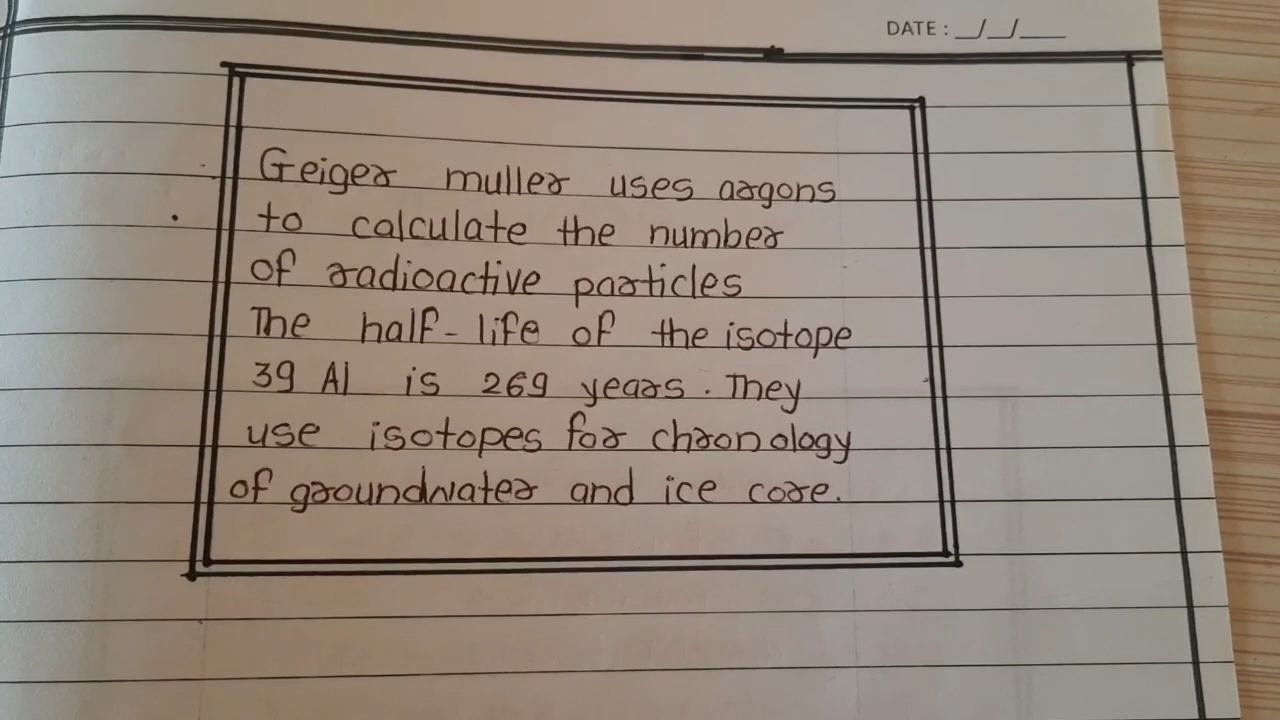 DATE : __/__/___
Geiger muller uses argons
to calculate the number
of radioactive particles
The half-life of the isotope
39 Al is 269 years. They
use isotopes for chronology
of groundwater and ice core.